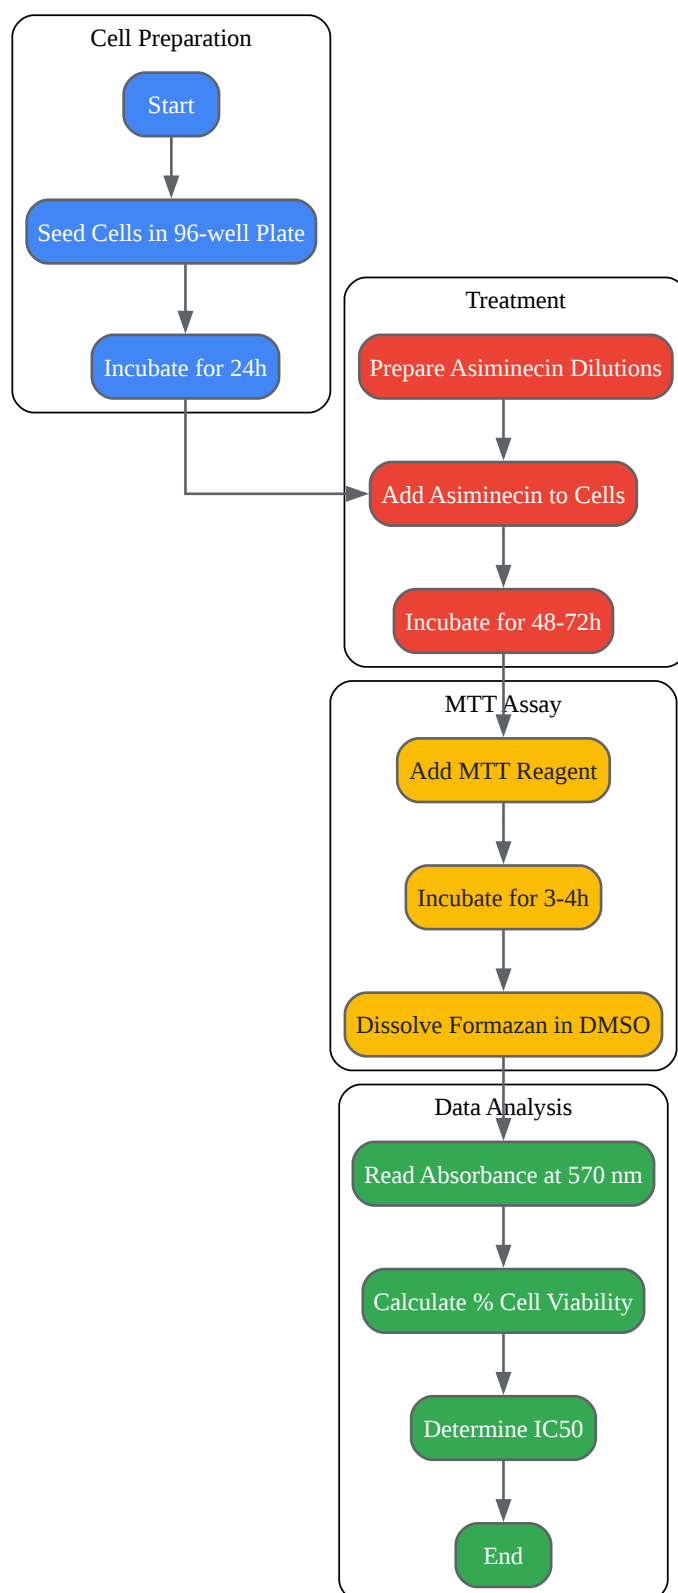 Cell Preparation
Start
Seed Cells in 96-well Plate
Incubate for 24h
Treatment
Prepare Asiminecin Dilutions
Add Asiminecin to Cells
Incubate for 48-72h
MTT Assay
Add MTT Reagent
Incubate for 3-4h
Dissolve Formazan in DMSO
Data Analysis
Read Absorbance at 570 nm
Calculate % Cell Viability
Determine IC50
End